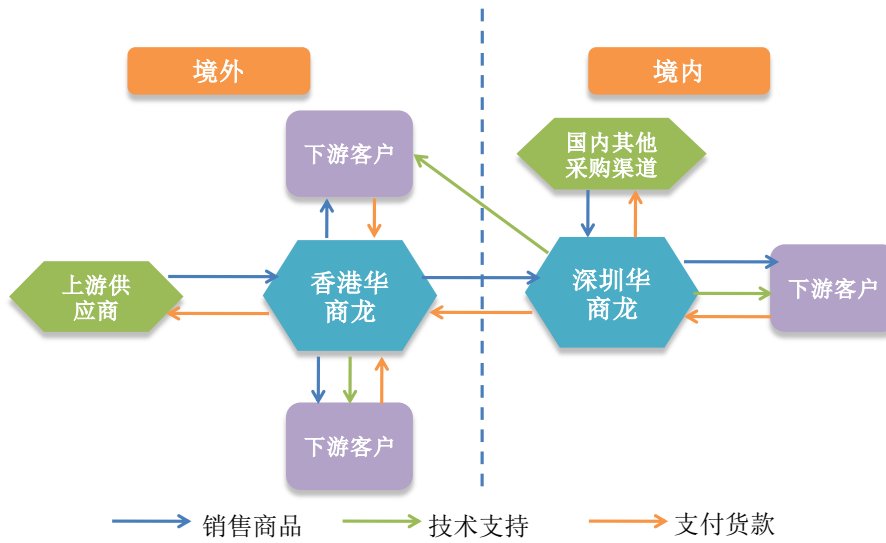 境外
境内
下游客户
国内其他
采购渠道
上游供
应商
香港华
商龙
深圳华
商龙
下游客户
下游客户
销售商品
技术支持
支付货款